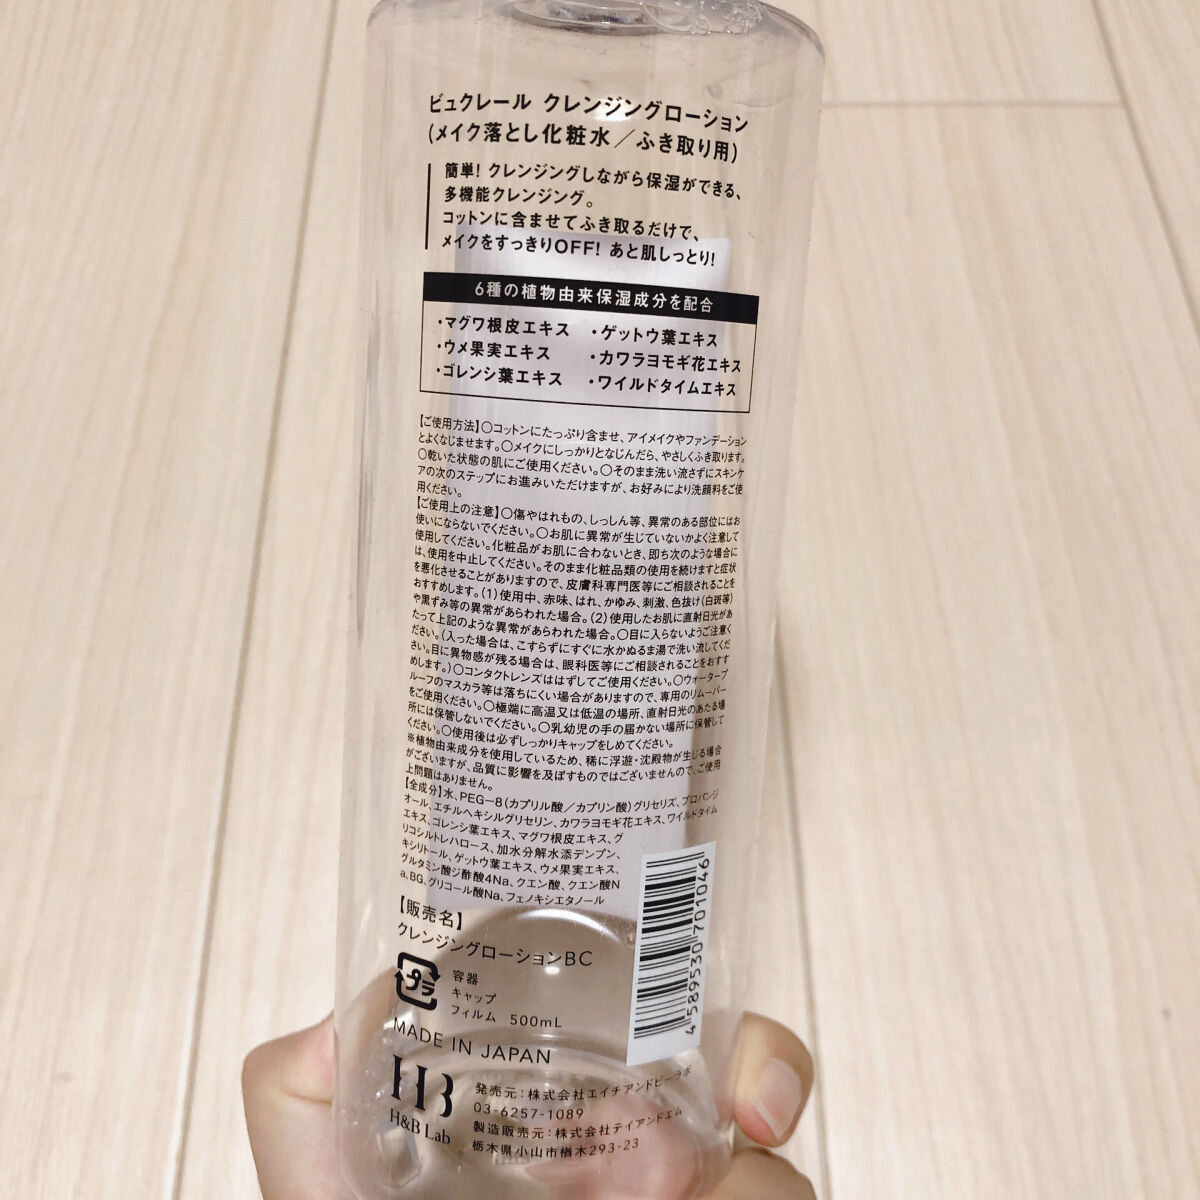 ビュクレール クレンジングローション
(メイク落とし化粧水／ふき取り用)
簡単! クレンジングしながら保湿ができる、
多機能クレンジング。
コットンに含ませてふき取るだけで、
メイクをすっきりOFF! あと肌しっとり!
6種の植物由来保湿成分を配合
・マグワ根皮エキス ・ゲットウ葉エキス
・ウメ果実エキス ・カワラヨモギ花エキス
・ゴレンシ葉エキス ・ワイルドタイムエキス
【ご使用方法】〇コットンにたっぷり含ませ、アイメイクやファンデーション
とよくなじませます。〇メイクにしっかりとなじんだら、やさしくふき取ります。
〇乾いた状態の肌にご使用ください。〇そのまま洗い流さずにスキンケ
アの次のステップにお進みいただけますが、お好みにより洗顔料をご使
用ください。
【ご使用上の注意】〇傷やはれもの、しっしん等、異常のある部位にはお
使いにならないでください。〇お肌に異常が生じていないかよく注意して
使用してください。化粧品がお肌に合わないとき、即ち次のような場合に
は、使用を中止してください。そのまま化粧品類の使用を続けますと症状
を悪化させることがありますので、皮膚科専門医等にご相談されることを
おすすめします。(1)使用中、赤味、はれ、かゆみ、刺激、色抜け(白斑等)
や黒ずみ等の異常があらわれた場合。(2)使用したお肌に直射日光があ
たって上記のような異常があらわれた場合。〇目に入らないようご注意く
ださい。(入った場合は、こすらずにすぐに水かぬるま湯で洗い流してくだ
さい。目に異物感が残る場合は、眼科医等にご相談されることをおすす
めします。)〇コンタクトレンズははずしてご使用ください。〇ウォータープ
ルーフのマスカラ等は落ちにくい場合がありますので、専用のリムーバー
をご使用ください。〇極端に高温又は低温の場所、直射日光のあたる場
所には保管しないでください。〇乳幼児の手の届かない場所に保管して
ください。〇使用後は必ずしっかりキャップをしめてください。
※植物由来成分を使用しているため、稀に浮遊・沈殿物が生じる場合
がございますが、品質に影響を及ぼすものではございませんので、ご使用
上問題はありません。
【全成分】水、PEG-8(カプリル酸／カプリン酸)グリセリズ、プロパンジ
オール、エチルヘキシルグリセリン、カワラヨモギ花エキス、ワイルドタイム
エキス、ゴレンシ葉エキス、マグワ根皮エキス、グ
リコシルトレハロース、加水分解水添デンプン、
キシリトール、ゲットウ葉エキス、ウメ果実エキス、
グルタミン酸ジ酢酸4Na、クエン酸、クエン酸N
a、BG、グリコール酸Na、フェノキシエタノール
【販売名】
クレンジングローションBC
プラ
容器
キャップ
フィルム 500mL
4 589530 701046
MADE IN JAPAN
HB
H&B Lab
発売元：株式会社エイチアンドビーラボ
03-6257-1089
製造販売元：株式会社テイアンドエム
栃木県小山市楢木293-23